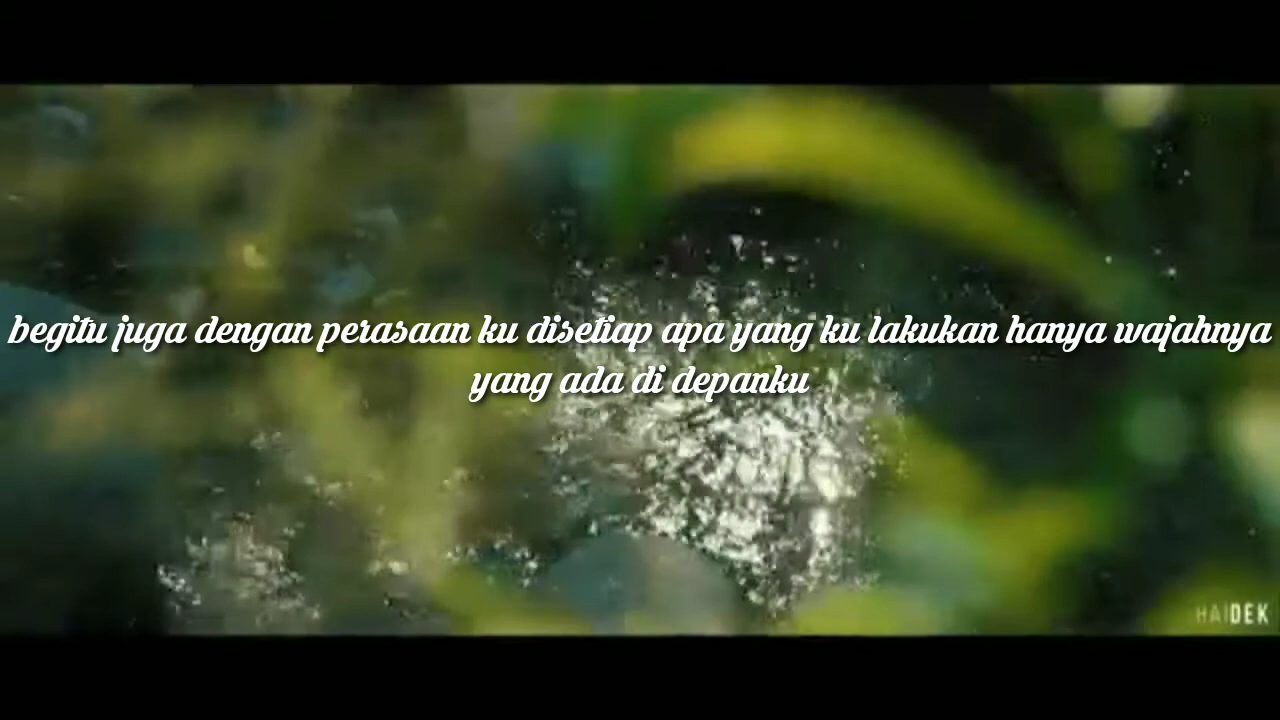 begitu juga dengan perasaan ku disetiap apa yang ku lakukan hanya wajahnya
yang ada di depanku
HAIDEK